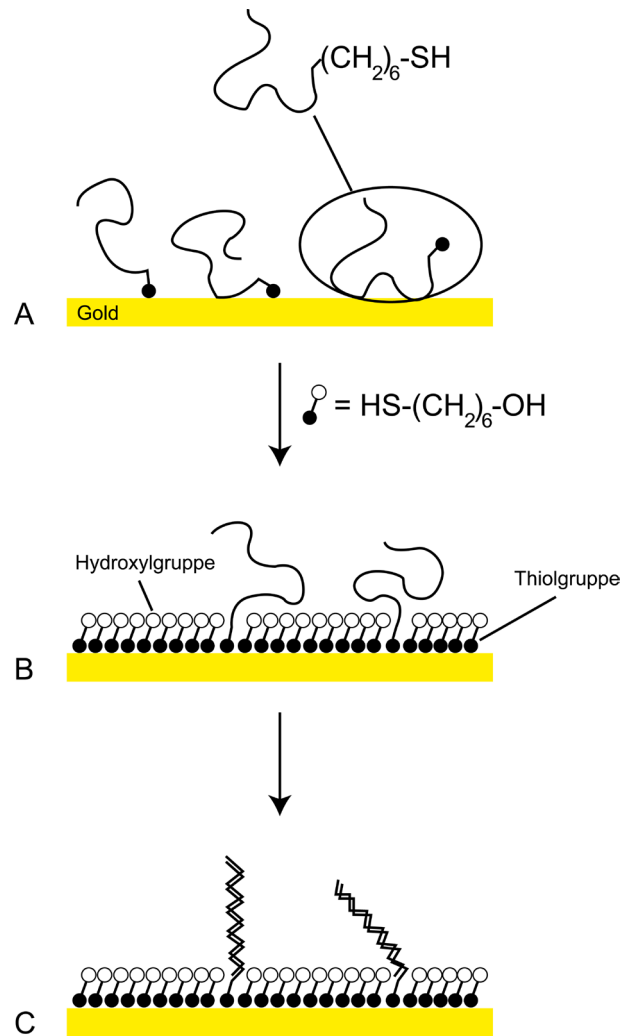 (CH2)6-SH
A
Gold
= HS-(CH2)6-OH
Hydroxylgruppe
Thiolgruppe
B
C